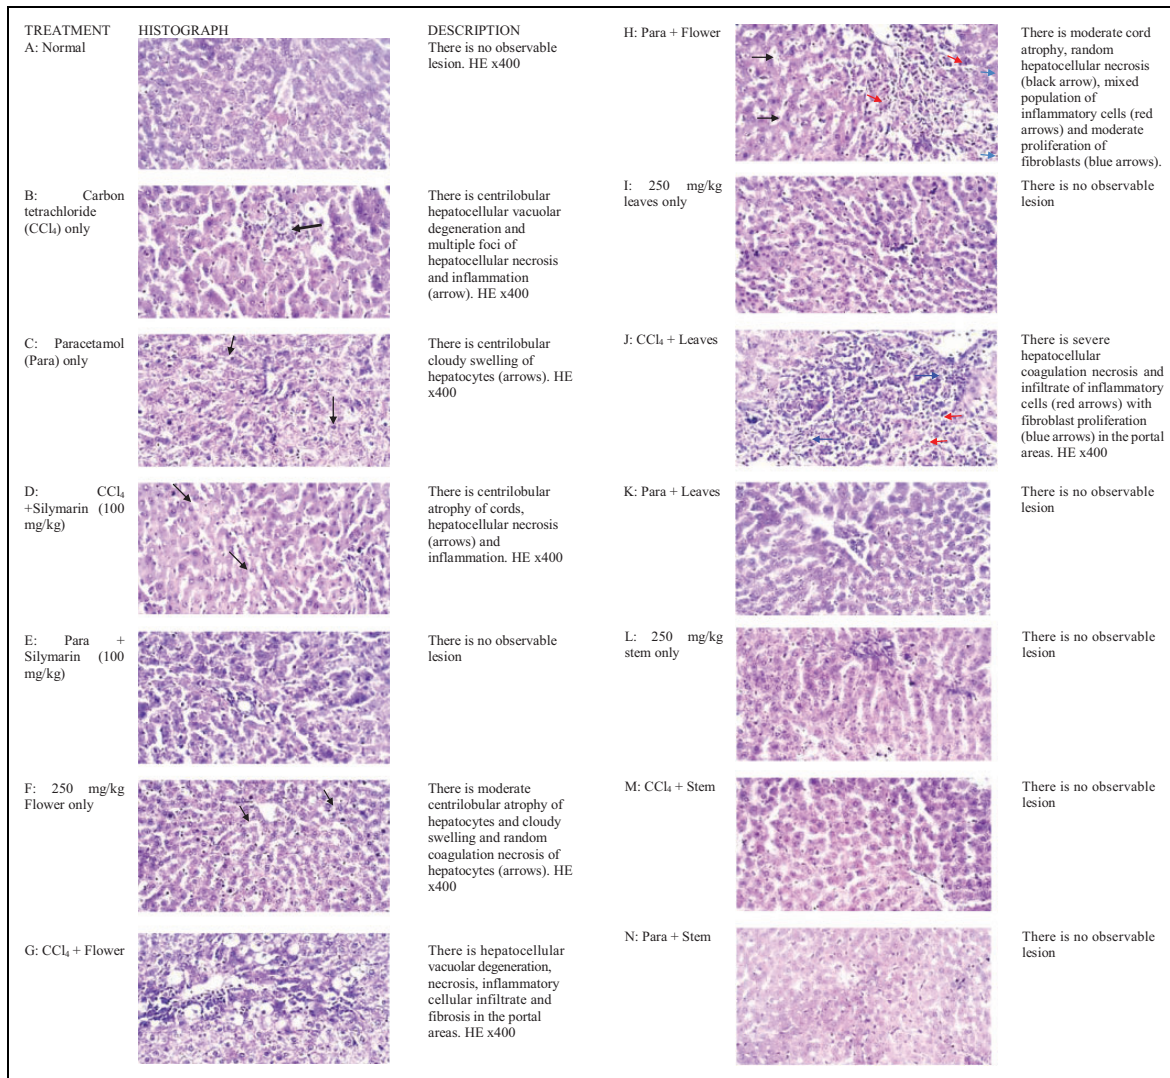 TREATMENT HISTOGRAPH DESCRIPTION
A: Normal
There is no observable
lesion. HE x400
B: Carbon
tetrachloride
(CCl₄) only
There is centrilobular
hepatocellular vacuolar
degeneration and
multiple foci of
hepatocellular necrosis
and inflammation
(arrow). HE x400
C: Paracetamol
(Para) only
There is centrilobular
cloudy swelling of
hepatocytes (arrows). HE
x400
D: CCl₄
+Silymarin (100
mg/kg)
There is centrilobular
atrophy of cords,
hepatocellular necrosis
(arrows) and
inflammation. HE x400
E: Para +
Silymarin (100
mg/kg)
There is no observable
lesion
F: 250 mg/kg
Flower only
There is moderate
centrilobular atrophy of
hepatocytes and cloudy
swelling and random
coagulation necrosis of
hepatocytes (arrows). HE
x400
G: CCl₄ + Flower
There is hepatocellular
vacuolar degeneration,
necrosis, inflammatory
cellular infiltrate and
fibrosis in the portal
areas. HE x400
H: Para + Flower
There is moderate cord
atrophy, random
hepatocellular necrosis
(black arrow), mixed
population of
inflammatory cells (red
arrows) and moderate
proliferation of
fibroblasts (blue arrows).
I: 250 mg/kg
leaves only
There is no observable
lesion
J: CCl₄ + Leaves
There is severe
hepatocellular
coagulation necrosis and
infiltrate of inflammatory
cells (red arrows) with
fibroblast proliferation
(blue arrows) in the portal
areas. HE x400
K: Para + Leaves
There is no observable
lesion
L: 250 mg/kg
stem only
There is no observable
lesion
M: CCl₄ + Stem
There is no observable
lesion
N: Para + Stem
There is no observable
lesion